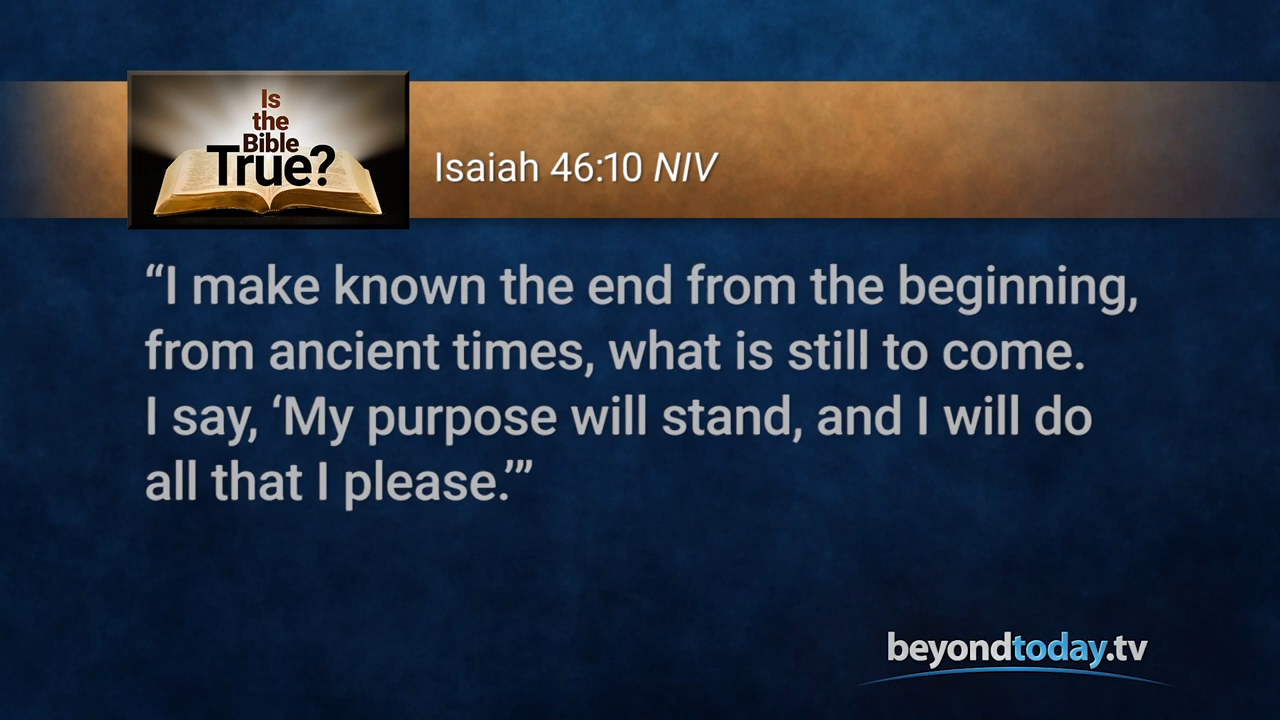 Is
the
Bible
True?
Isaiah 46:10 NIV
“I make known the end from the beginning,
from ancient times, what is still to come.
I say, ‘My purpose will stand, and I will do
all that I please.’”
beyondtoday.tv